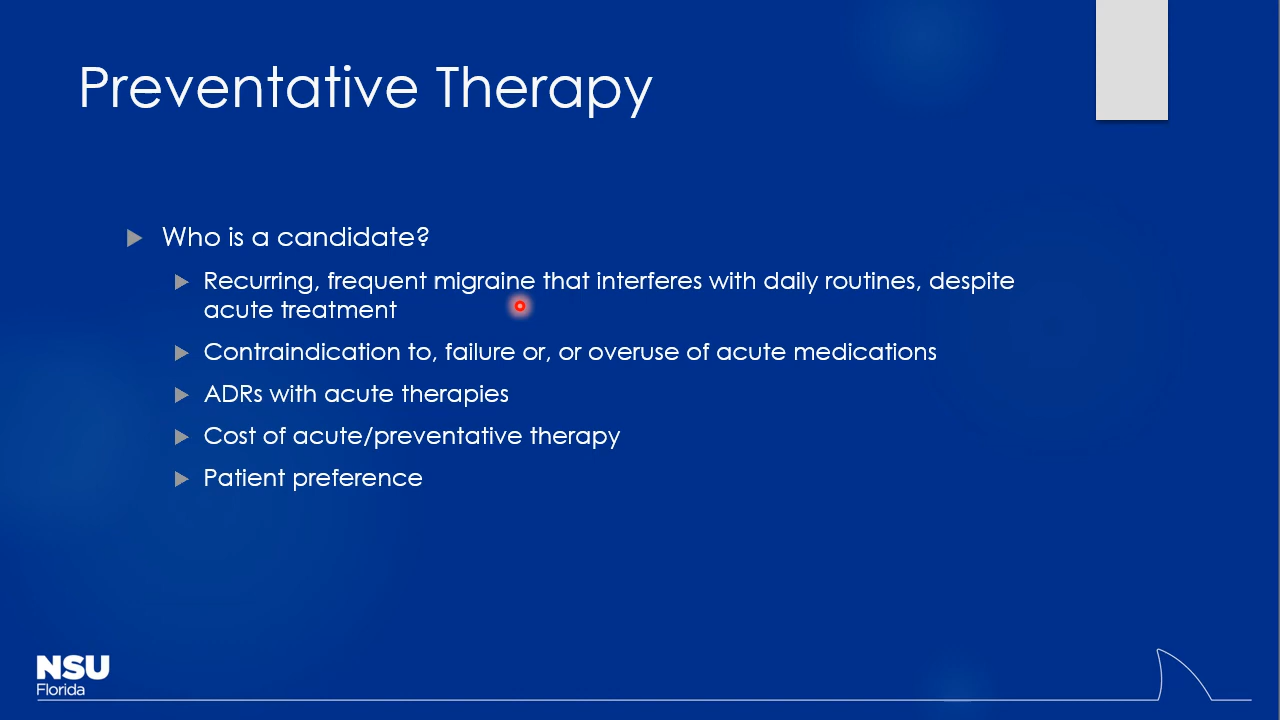 Preventative Therapy
Who is a candidate?
Recurring, frequent migraine that interferes with daily routines, despite
acute treatment
Contraindication to, failure or, or overuse of acute medications
ADRs with acute therapies
Cost of acute/preventative therapy
Patient preference
NSU
Florida